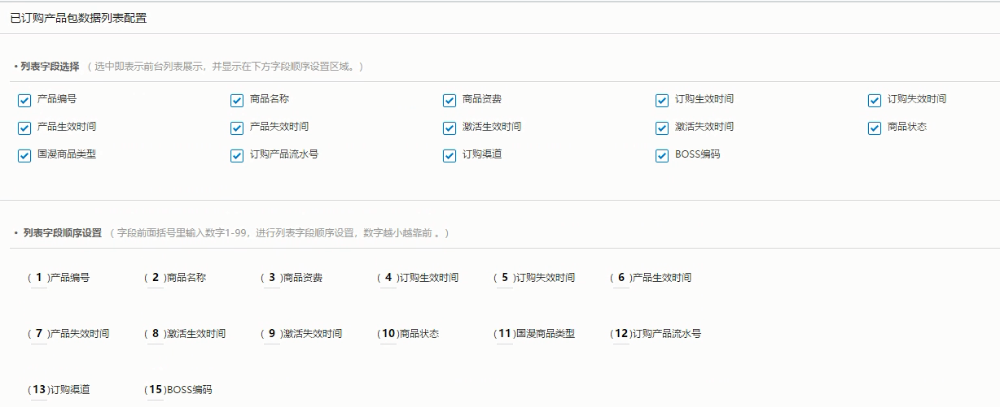 已订购产品包数据列表配置
• 列表字段选择 （ 选中即表示前台列表展示，并显示在下方字段顺序设置区域。）
产品编号 商品名称 商品资费 订购生效时间 订购失效时间
产品生效时间 产品失效时间 激活生效时间 激活失效时间 商品状态
国漫商品类型 订购产品流水号 订购渠道 BOSS编码
• 列表字段顺序设置 （ 字段前面括号里输入数字1-99，进行列表字段顺序设置，数字越小越靠前 。）
( 1 )产品编号 ( 2 )商品名称 ( 3 )商品资费 ( 4 )订购生效时间 ( 5 )订购失效时间 ( 6 )产品生效时间
( 7 )产品失效时间 ( 8 )激活生效时间 ( 9 )激活失效时间 (10)商品状态 (11)国漫商品类型 (12)订购产品流水号
(13)订购渠道 (15)BOSS编码